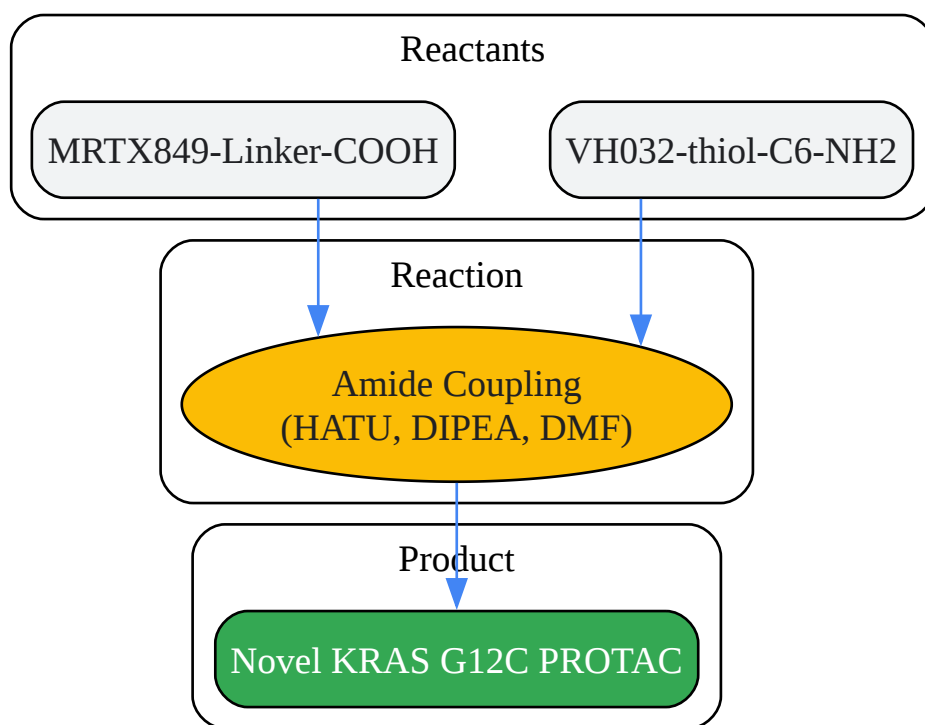 Reactants
MRTX849-Linker-COOH
VH032-thiol-C6-NH2
Reaction
Amide Coupling
(HATU, DIPEA, DMF)
Product
Novel KRAS G12C PROTAC